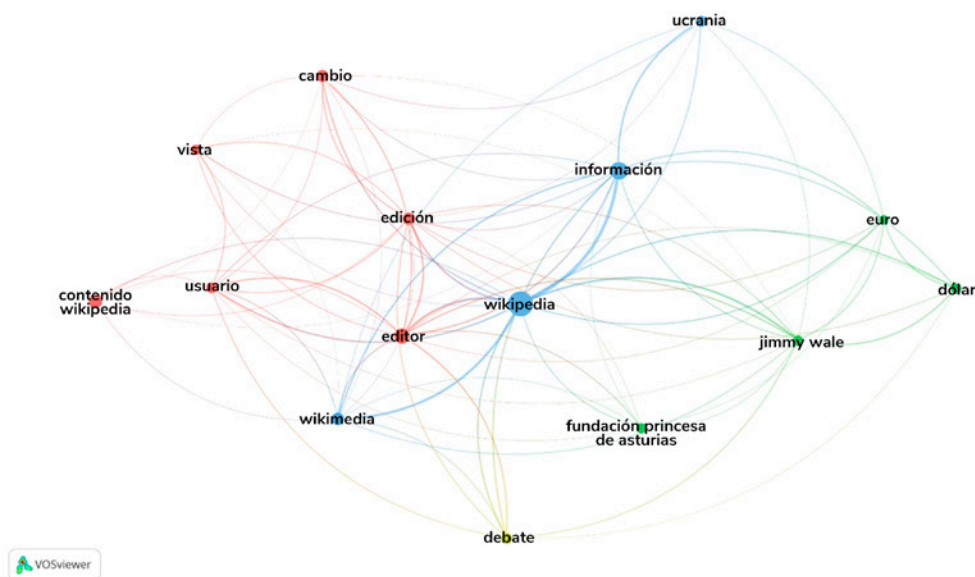 ucrania
cambio
vista
información
edición
euro
usuario
contenido
wikipedia
wikipedia
dólar
editor
jimmy wale
wikimedia
fundación princesa
de asturias
debate
VOSviewer